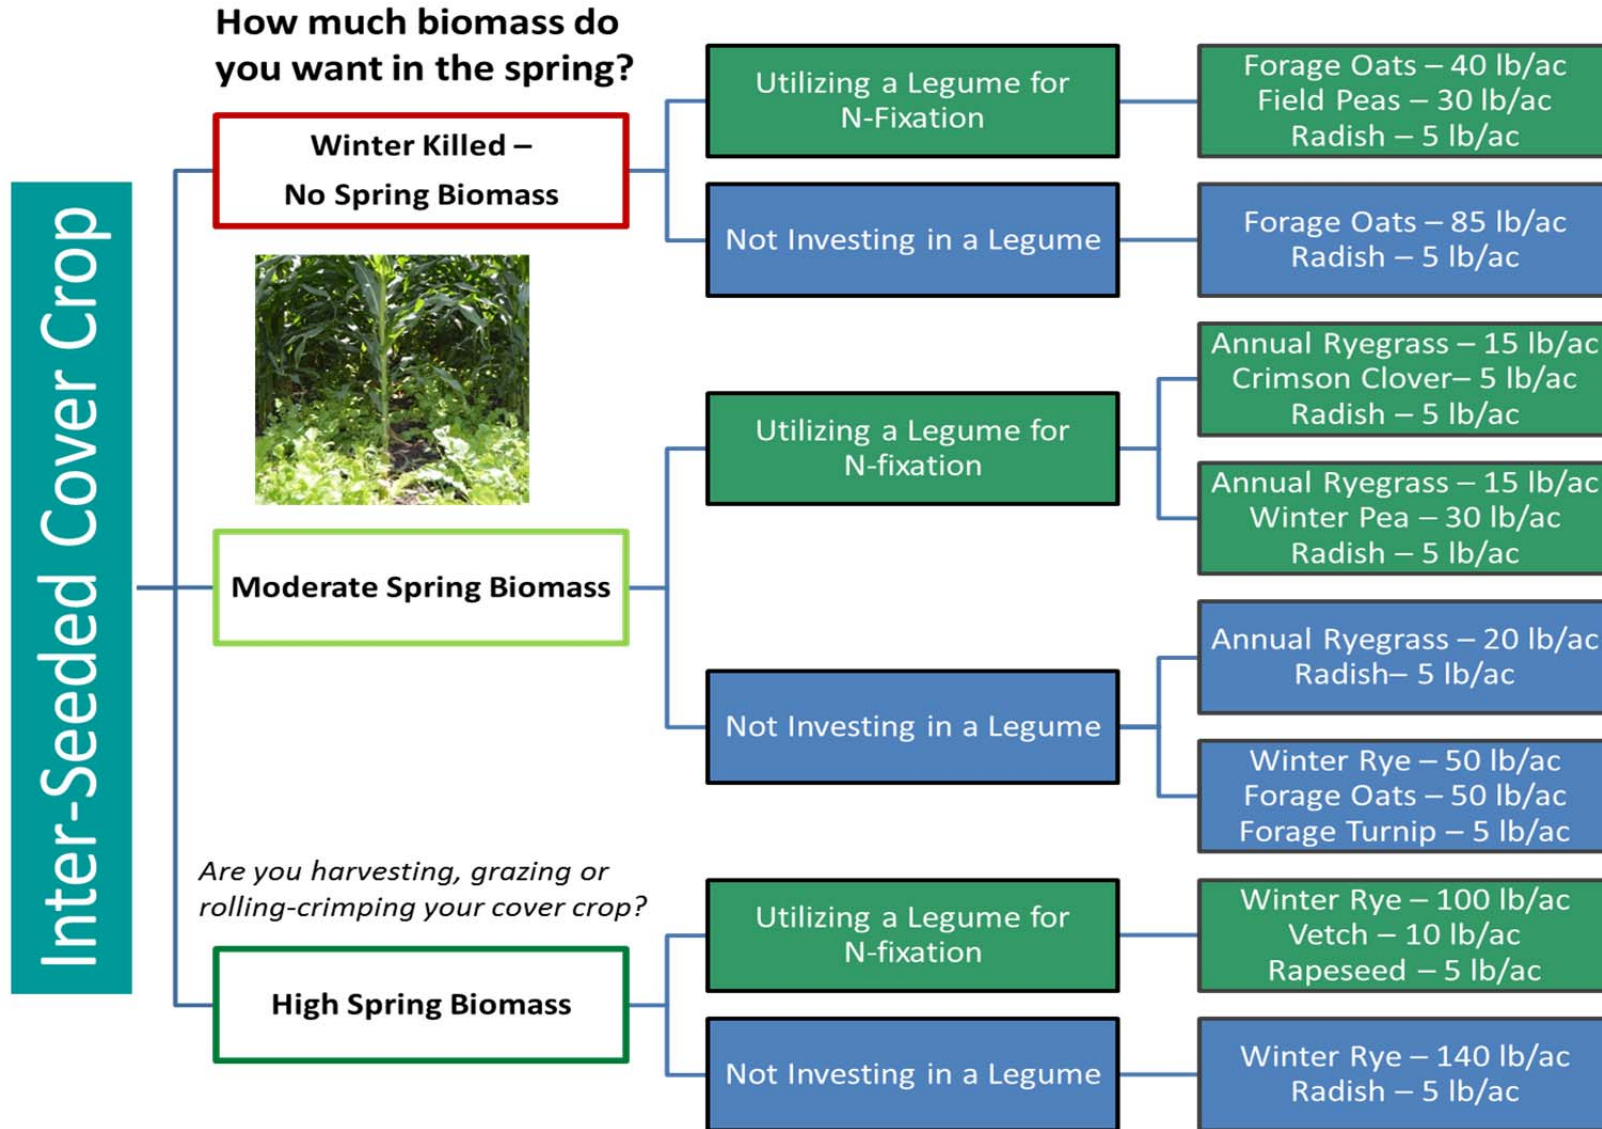 Inter-Seeded Cover Crop
How much biomass do
you want in the spring?
Winter Killed –
No Spring Biomass
Utilizing a Legume for
N-Fixation
Forage Oats – 40 lb/ac
Field Peas – 30 lb/ac
Radish – 5 lb/ac
Not Investing in a Legume
Forage Oats – 85 lb/ac
Radish – 5 lb/ac
Moderate Spring Biomass
Utilizing a Legume for
N-fixation
Annual Ryegrass – 15 lb/ac
Crimson Clover– 5 lb/ac
Radish – 5 lb/ac
Annual Ryegrass – 15 lb/ac
Winter Pea – 30 lb/ac
Radish – 5 lb/ac
Not Investing in a Legume
Annual Ryegrass – 20 lb/ac
Radish– 5 lb/ac
Winter Rye – 50 lb/ac
Forage Oats – 50 lb/ac
Forage Turnip – 5 lb/ac
Are you harvesting, grazing or
rolling-crimping your cover crop?
High Spring Biomass
Utilizing a Legume for
N-fixation
Winter Rye – 100 lb/ac
Vetch – 10 lb/ac
Rapeseed – 5 lb/ac
Not Investing in a Legume
Winter Rye – 140 lb/ac
Radish – 5 lb/ac